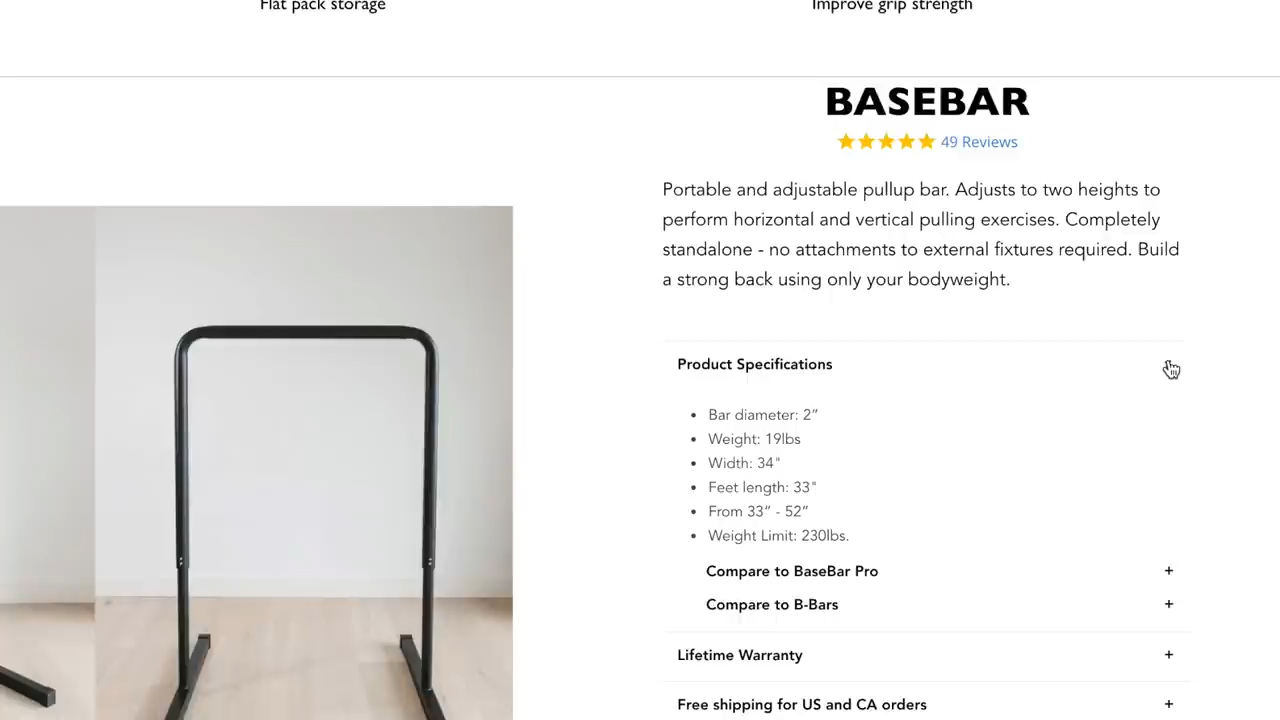 Flat pack storage
Improve grip strength
BASEBAR
49 Reviews
Portable and adjustable pullup bar. Adjusts to two heights to
perform horizontal and vertical pulling exercises. Completely
standalone - no attachments to external fixtures required. Build
a strong back using only your bodyweight.
Product Specifications
• Bar diameter: 2”
• Weight: 19lbs
• Width: 34"
• Feet length: 33"
• From 33” - 52”
• Weight Limit: 230lbs.
Compare to BaseBar Pro +
Compare to B-Bars +
Lifetime Warranty +
Free shipping for US and CA orders +